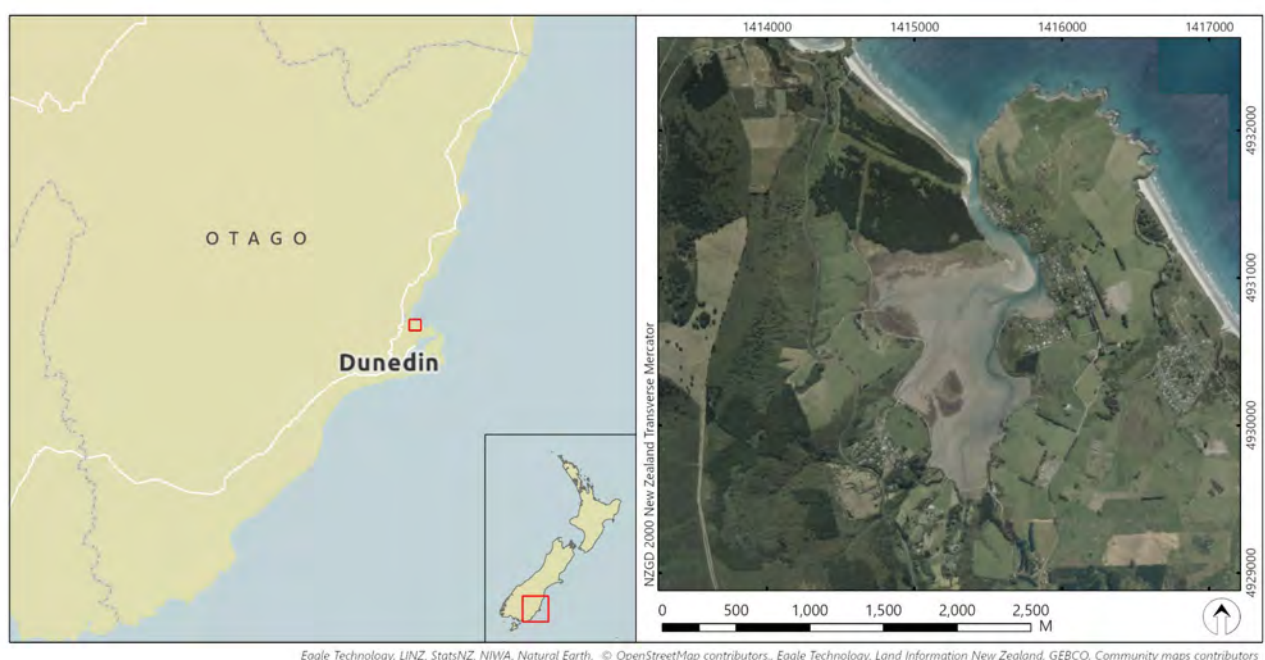 1414000 1415000 1416000 1417000
OTAGO
Dunedin
4932000
4931000
4930000
4929000
NZGD 2000 New Zealand Transverse Mercator
0 500 1,000 1,500 2,000 2,500
M
Eagle Technology, LINZ, StatsNZ, NIWA, Natural Earth, © OpenStreetMap contributors., Eagle Technology, Land Information New Zealand, GEBCO, Community maps contributors